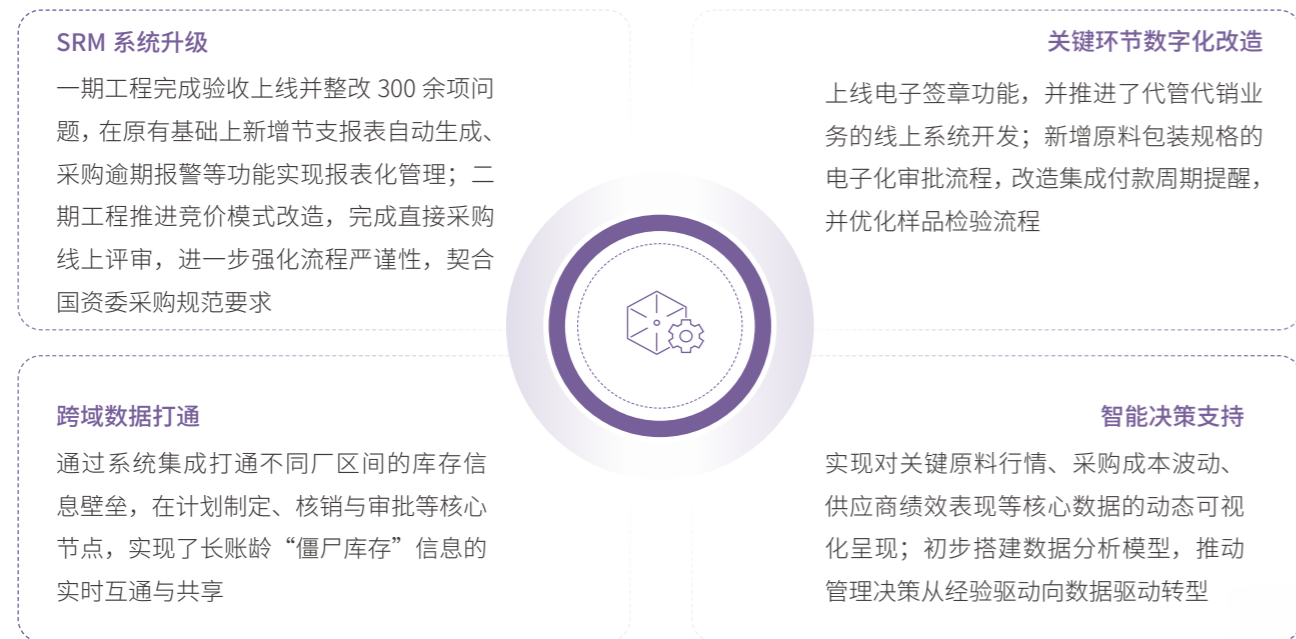 SRM 系统升级
一期工程完成验收上线并整改 300 余项问
题，在原有基础上新增节支报表自动生成、
采购逾期报警等功能实现报表化管理；二
期工程推进竞价模式改造，完成直接采购
线上评审，进一步强化流程严谨性，契合
国资委采购规范要求
关键环节数字化改造
上线电子签章功能，并推进了代管代销业
务的线上系统开发；新增原料包装规格的
电子化审批流程，改造集成付款周期提醒，
并优化样品检验流程
跨域数据打通
通过系统集成打通不同厂区间的库存信
息壁垒，在计划制定、核销与审批等核心
节点，实现了长账龄“僵尸库存”信息的
实时互通与共享
智能决策支持
实现对关键原料行情、采购成本波动、
供应商绩效表现等核心数据的动态可视
化呈现；初步搭建数据分析模型，推动
管理决策从经验驱动向数据驱动转型